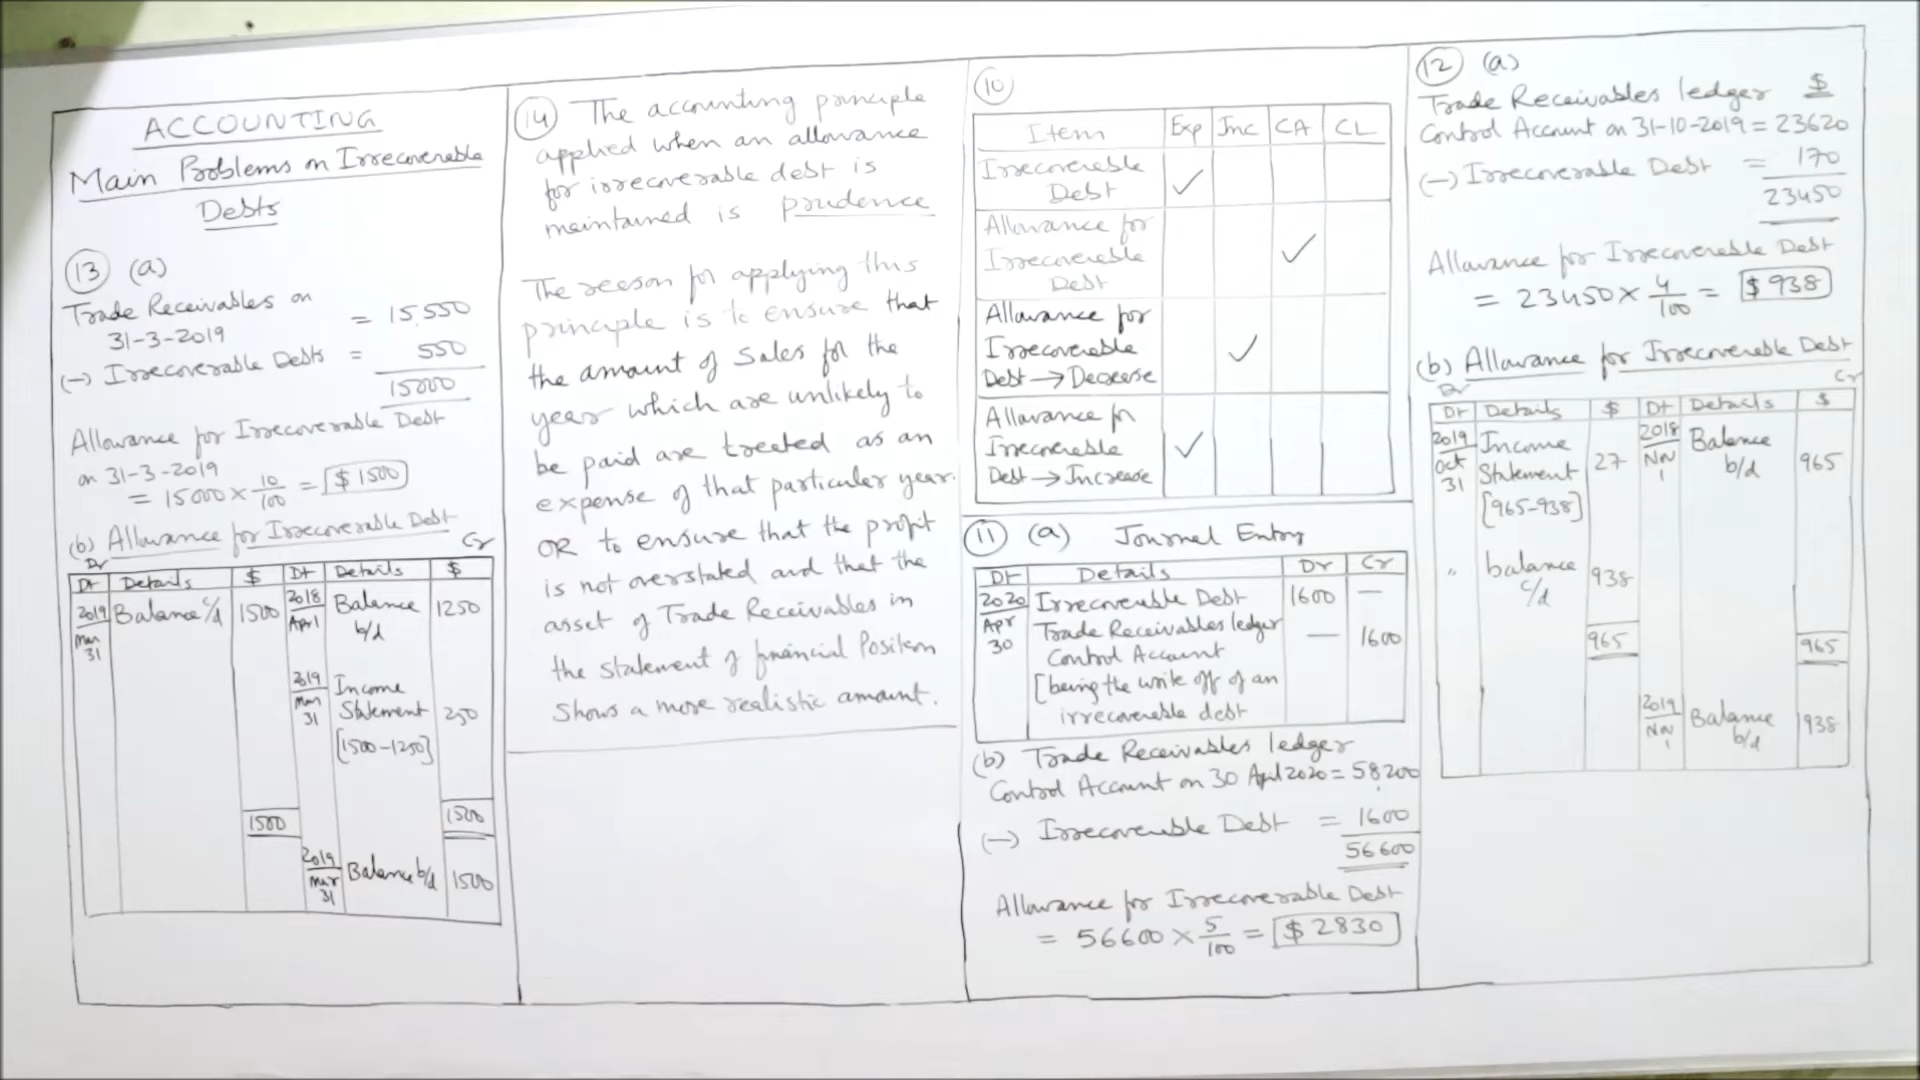 ACCOUNTING
Main Problems on Irrecoverable
Debts
13 (a)
Trade Receivables on
31-3-2019 = 15,550
(-) Irrecoverable Debts = 550
15000
Allowance for Irrecoverable Debt
on 31-3-2019
= 15000 × 10/100 = $ 1500
(b) Allowance for Irrecoverable Debt
Dr Cr
Dt Details $ Dt Details $
2019 Mar 31 Balance c/d 1500 2018 Apr 1 Balance b/d 1250
2019 Mar 31 Income Statement [1500-1250] 250
1500 1500
2019 Mar 31 Balance b/d 1500
14 The accounting principle
applied when an allowance
for irrecoverable debt is
maintained is prudence
The reason for applying this
principle is to ensure that
the amount of sales for the
year which are unlikely to
be paid are treated as an
expense of that particular year.
OR to ensure that the profit
is not overstated and that the
asset of Trade Receivables in
the statement of financial Position
shows a more realistic amount.
10
Item Exp Inc CA CL
Irrecoverable
Debt ✓
Allowance for
Irrecoverable
Debt ✓
Allowance for
Irrecoverable
Debt → Decrease ✓
Allowance for
Irrecoverable
Debt → Increase ✓
11 (a) Journal Entry
Dt Details Dr Cr
2020 Irrecoverable Debt 1600 —
Apr Trade Receivables ledger
30 Control Account — 1600
[being the write off of an
irrecoverable debt
(b) Trade Receivables ledger
Control Account on 30 April 2020 = 58,200
(-) Irrecoverable Debt = 1600
56600
Allowance for Irrecoverable Debt
= 56600 × 5/100 = $ 2830
12 (a)
Trade Receivables ledger $
Control Account on 31-10-2019 = 23620
(-) Irrecoverable Debt = 170
23450
Allowance for Irrecoverable Debt
= 23450 × 4/100 = $ 938
(b) Allowance for Irrecoverable Debt
Dr Cr
Dt Details $ Dt Details $
2019 Oct 31 Income Statement [965-938] 27 2018 Nov 1 Balance b/d 965
" balance c/d 938
965 965
2019 Nov 1 Balance b/d 938